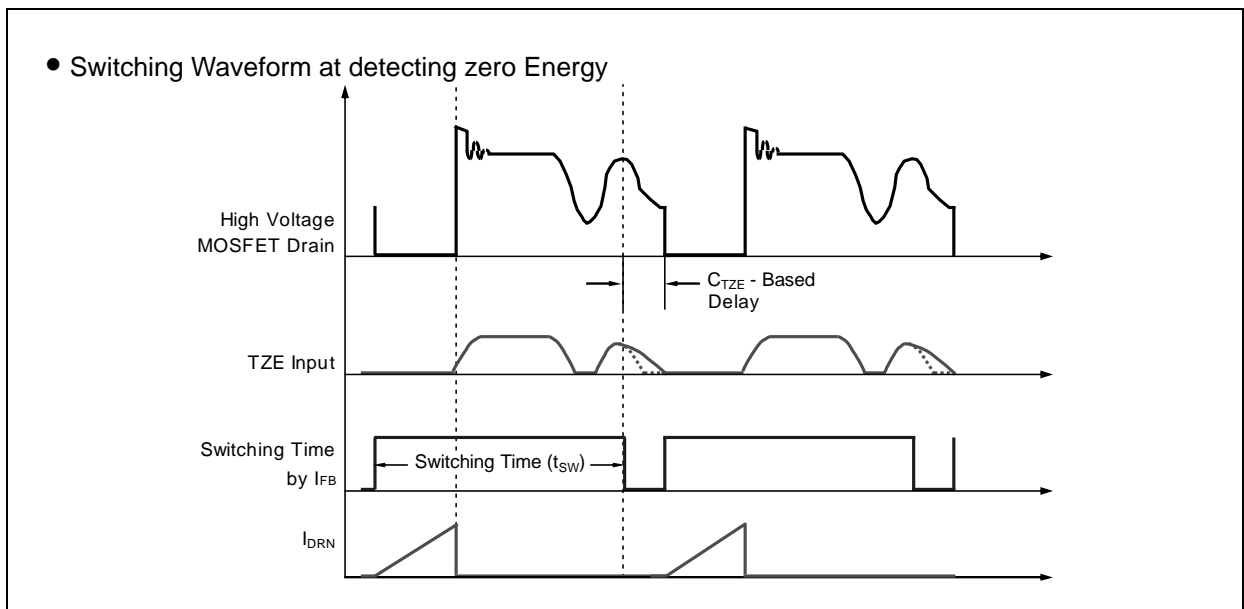 ● Switching Waveform at detecting zero Energy
High Voltage
MOSFET Drain
CTZE - Based
Delay
TZE Input
Switching Time
by IFB
Switching Time (tSW)
IDRN